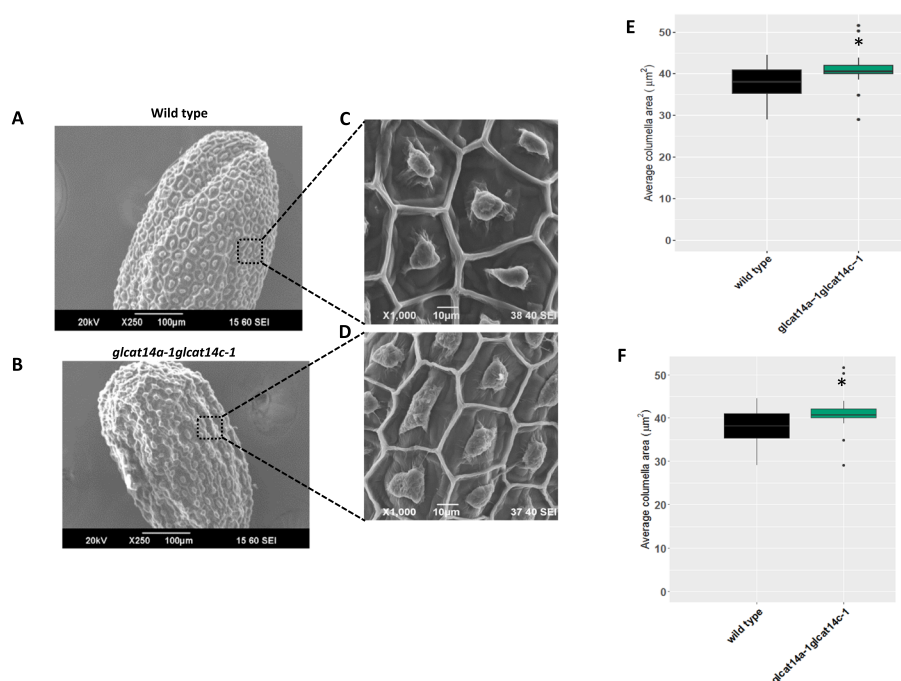 A
Wild type
20kV X250 100µm 15 60 SEI
B
glcat14a-1glcat14c-1
20kV X250 100µm 15 60 SEI
C
X1,000 10µm 38 40 SEI
D
X1,000 10µm 37 40 SEI
E
Average columella area ( µm²)
50
40
30
20
10
0
*
wild type
glcat14a-1glcat14c-1
F
Average columella area ( µm²)
50
40
30
20
10
0
*
wild type
glcat14a-1glcat14c-1